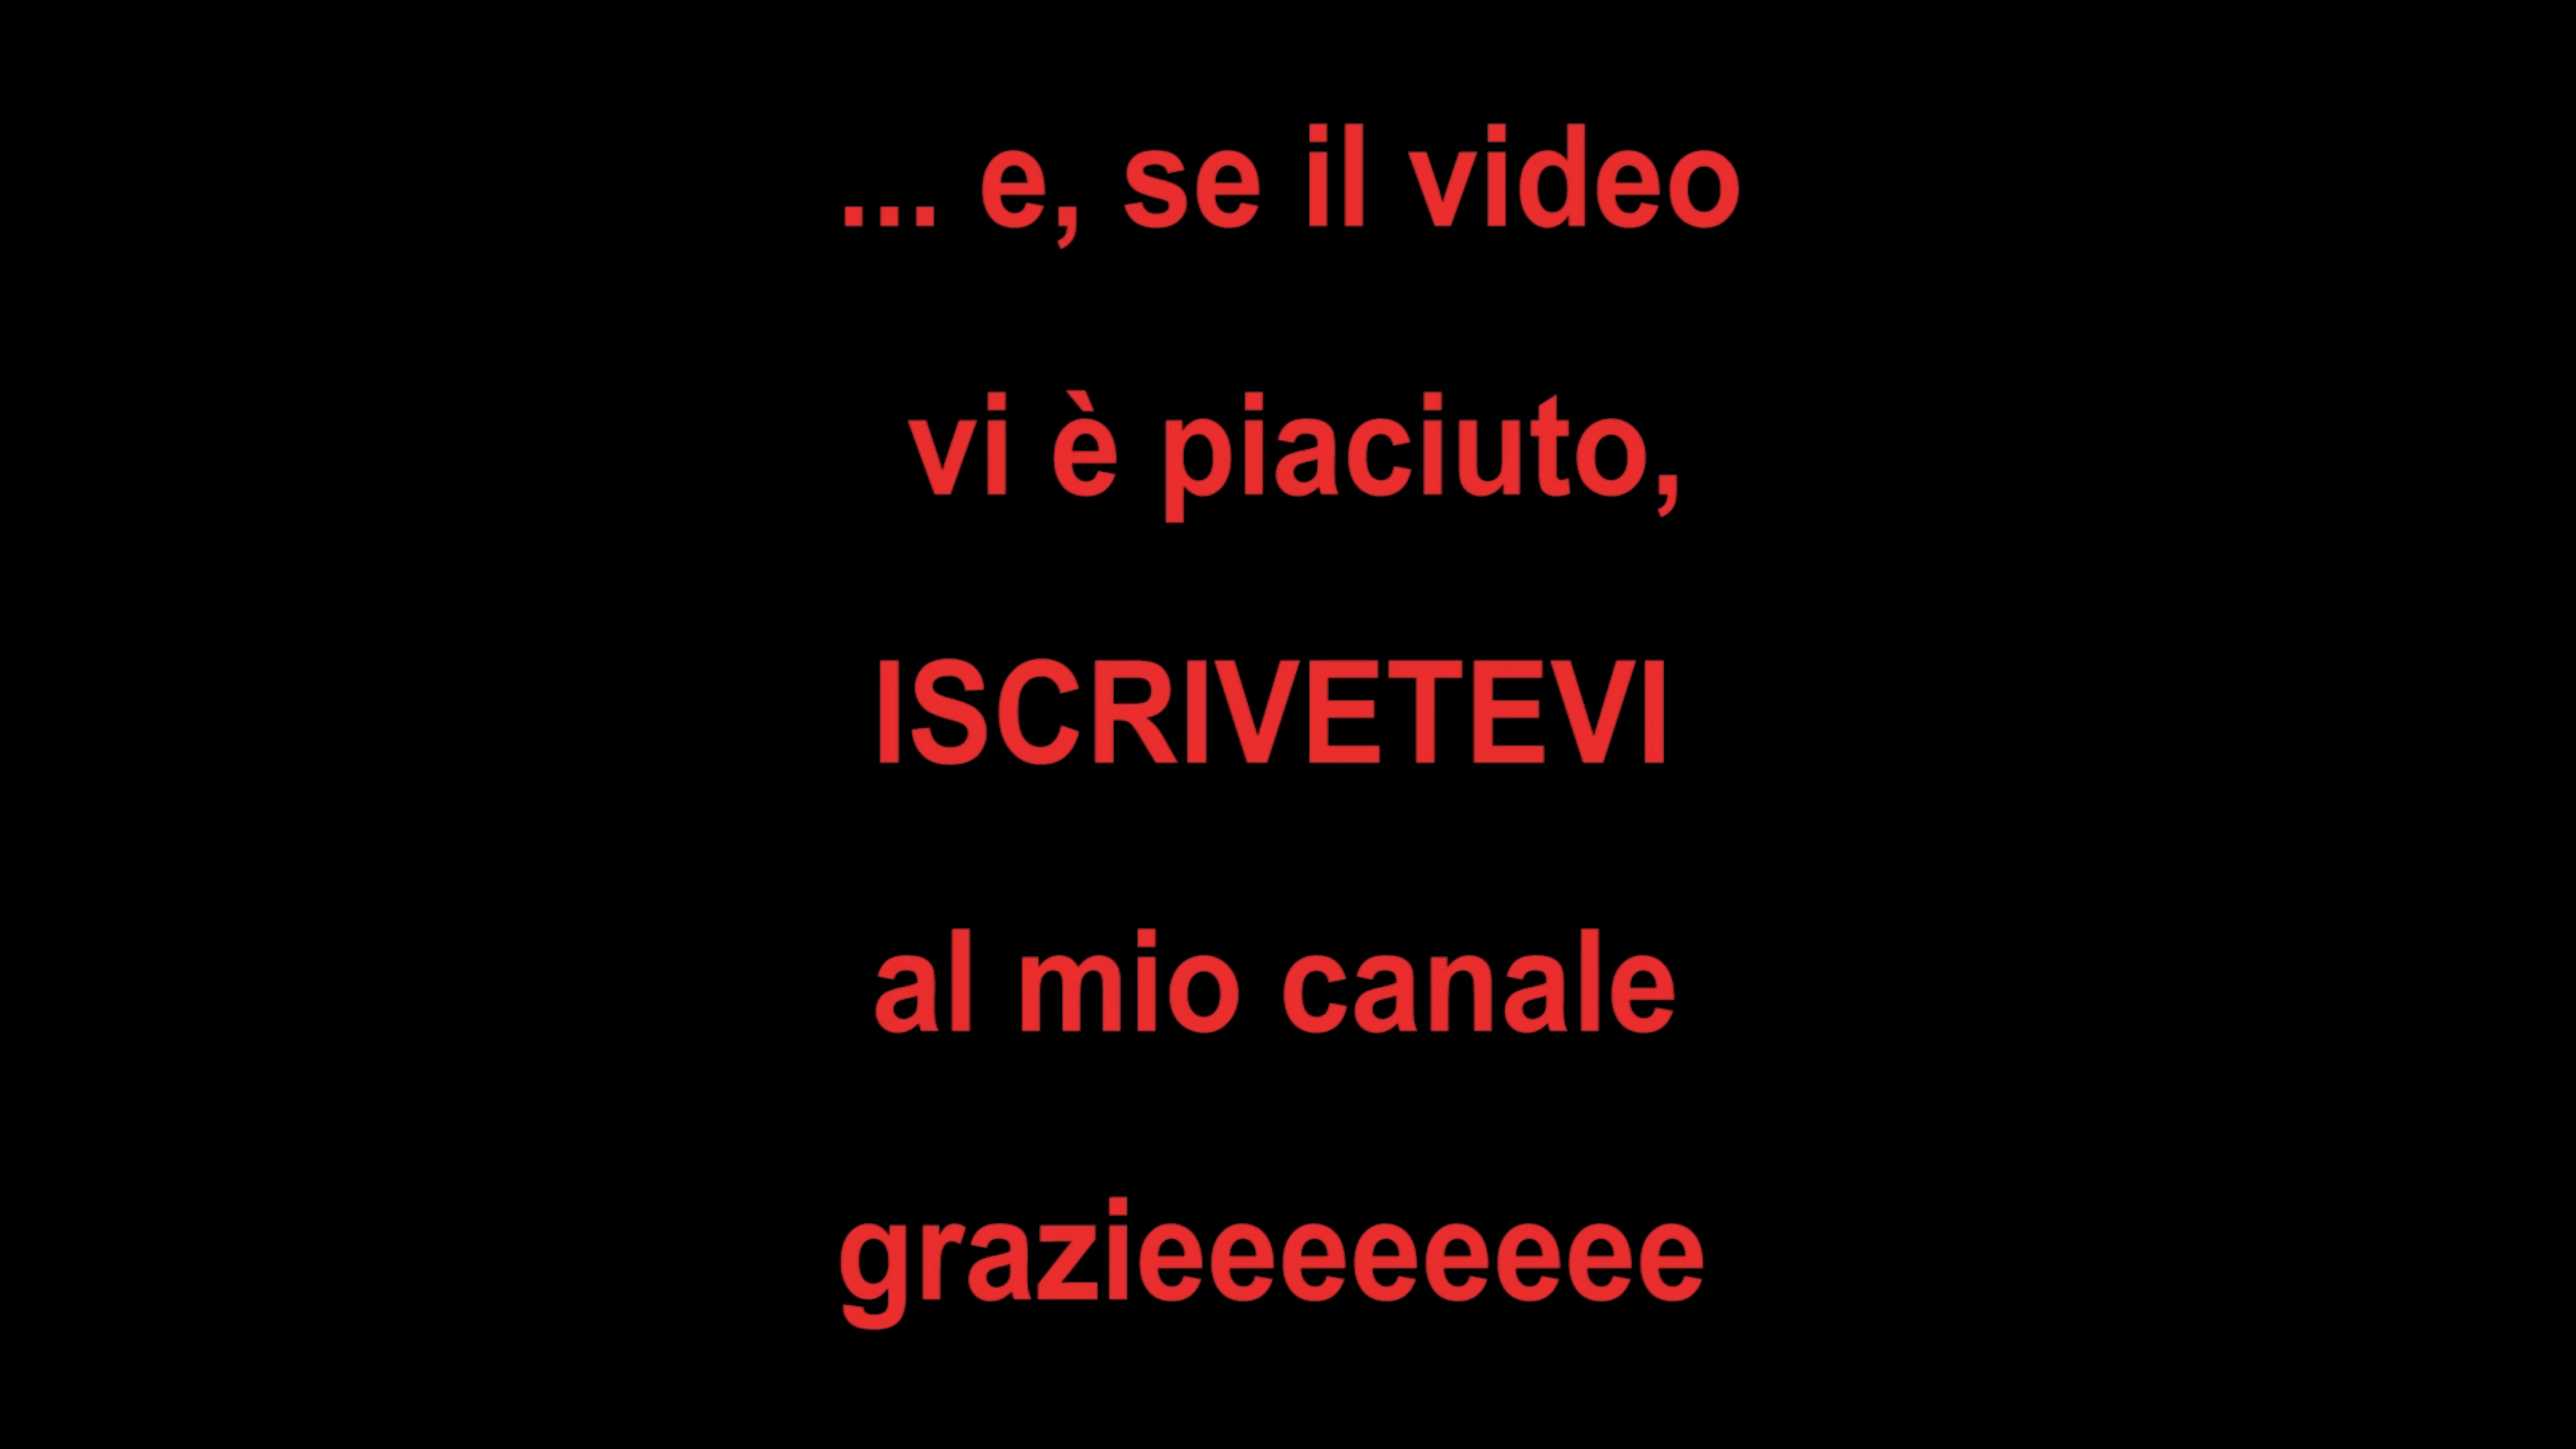 ... e, se il video
vi è piaciuto,
ISCRIVETEVI
al mio canale
grazieeeeeeee